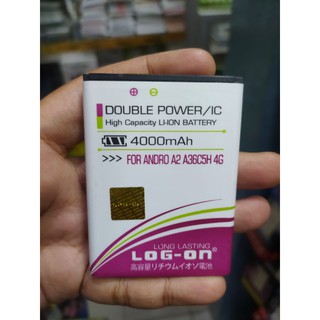 DOUBLE POWER/IC
High Capacity LI-ION BATTERY
4000mAh
>>> FOR ANDRO A2 A36C5H 4G
LONG LASTING
LOG-ON®
高容量リチウムイオン電池